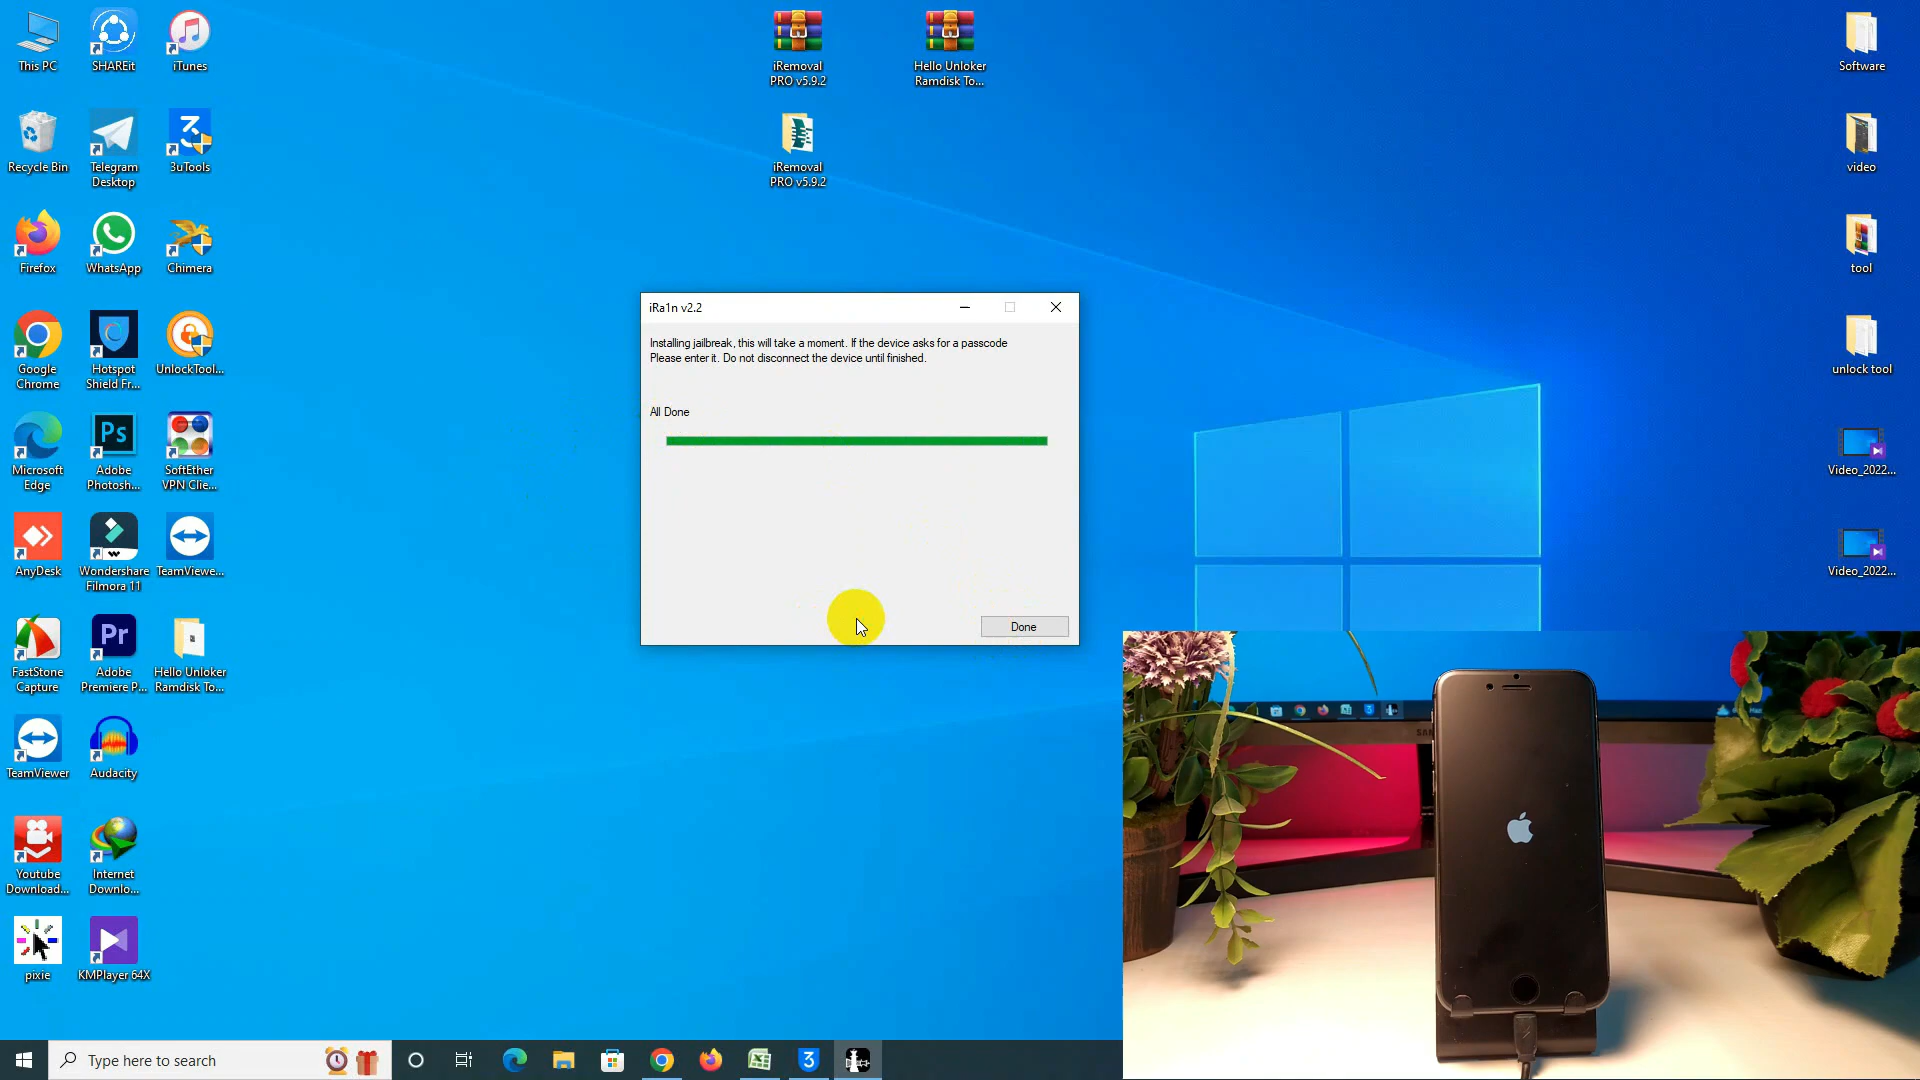 This PC
SHAREit
iTunes
iRemoval
PRO v5.9.2
Hello Unloker
Ramdisk To...
Software
Recycle Bin
Telegram
Desktop
3uTools
iRemoval
PRO v5.9.2
video
Firefox
WhatsApp
Chimera
tool
iRa1n v2.2
Installing jailbreak, this will take a moment. If the device asks for a passcode
Please enter it. Do not disconnect the device until finished.
All Done
Done
Google
Chrome
Hotspot
Shield Fr...
UnlockTool...
unlock tool
Microsoft
Edge
Ps
Adobe
Photosh...
SoftEther
VPN Clie...
Video_2022...
AnyDesk
Wondershare
Filmora 11
TeamViewe...
Video_2022...
FastStone
Capture
Pr
Adobe
Premiere P...
Hello Unloker
Ramdisk To...
TeamViewer
Audacity
Youtube
Download...
Internet
Downlo...
pixie
KMPlayer 64X
Type here to search